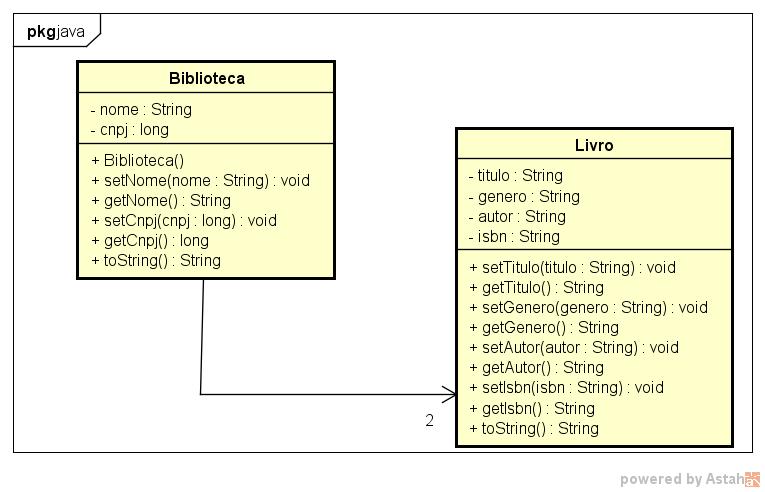 pkg java
Biblioteca
- nome : String
- cnpj : long
+ Biblioteca()
+ setNome(nome : String) : void
+ getNome() : String
+ setCnpj(cnpj : long) : void
+ getCnpj() : long
+ toString() : String
Livro
- titulo : String
- genero : String
- autor : String
- isbn : String
+ setTitulo(titulo : String) : void
+ getTitulo() : String
+ setGenero(genero : String) : void
+ getGenero() : String
+ setAutor(autor : String) : void
+ getAutor() : String
+ setIsbn(isbn : String) : void
+ getIsbn() : String
+ toString() : String
2
powered by Astah